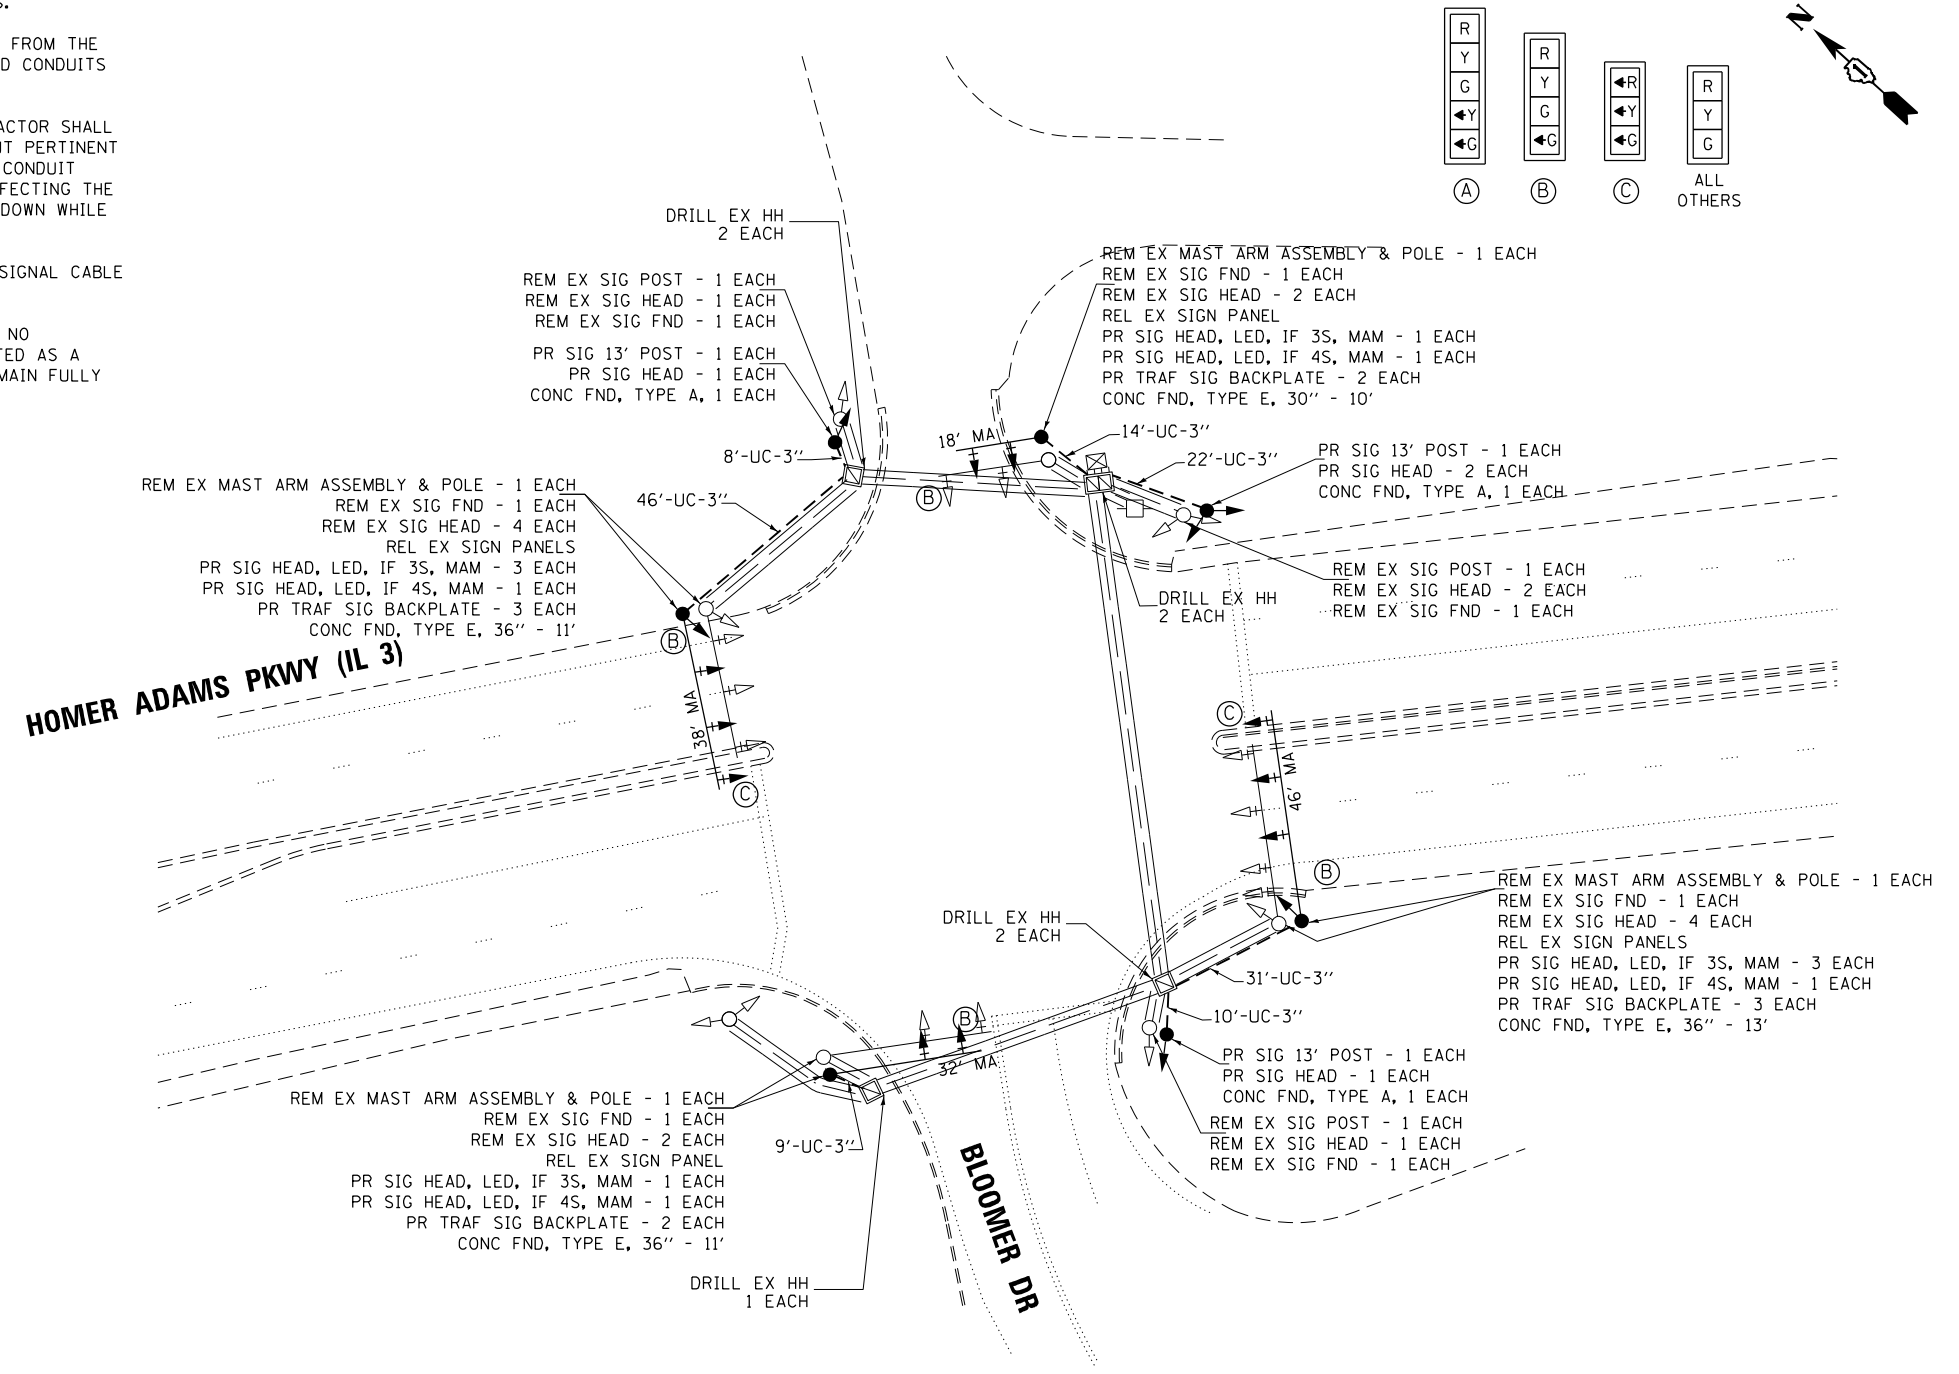 S.
FROM THE
D CONDUITS
ACTOR SHALL
NT PERTINENT
CONDUIT
FECTING THE
DOWN WHILE
SIGNAL CABLE
NO
TED AS A
MAIN FULLY
R
Y
G
Y
G
A
R
Y
G
G
B
R
Y
G
C
R
Y
G
ALL
OTHERS
N
1
DRILL EX HH
2 EACH
REM EX SIG POST - 1 EACH
REM EX SIG HEAD - 1 EACH
REM EX SIG FND - 1 EACH
PR SIG 13' POST - 1 EACH
PR SIG HEAD - 1 EACH
CONC FND, TYPE A, 1 EACH
8'-UC-3''
REM EX MAST ARM ASSEMBLY & POLE - 1 EACH
REM EX SIG FND - 1 EACH
REM EX SIG HEAD - 2 EACH
REL EX SIGN PANEL
PR SIG HEAD, LED, IF 3S, MAM - 1 EACH
PR SIG HEAD, LED, IF 4S, MAM - 1 EACH
PR TRAF SIG BACKPLATE - 2 EACH
CONC FND, TYPE E, 30'' - 10'
18' MA
14'-UC-3''
22'-UC-3''
B
PR SIG 13' POST - 1 EACH
PR SIG HEAD - 2 EACH
CONC FND, TYPE A, 1 EACH
REM EX MAST ARM ASSEMBLY & POLE - 1 EACH
REM EX SIG FND - 1 EACH
REM EX SIG HEAD - 4 EACH
REL EX SIGN PANELS
PR SIG HEAD, LED, IF 3S, MAM - 3 EACH
PR SIG HEAD, LED, IF 4S, MAM - 1 EACH
PR TRAF SIG BACKPLATE - 3 EACH
CONC FND, TYPE E, 36'' - 11'
46'-UC-3''
REM EX SIG POST - 1 EACH
REM EX SIG HEAD - 2 EACH
REM EX SIG FND - 1 EACH
DRILL EX HH
2 EACH
B
HOMER ADAMS PKWY (IL 3)
38' MA
C
C
46' MA
B
REM EX MAST ARM ASSEMBLY & POLE - 1 EACH
REM EX SIG FND - 1 EACH
REM EX SIG HEAD - 4 EACH
REL EX SIGN PANELS
PR SIG HEAD, LED, IF 3S, MAM - 3 EACH
PR SIG HEAD, LED, IF 4S, MAM - 1 EACH
PR TRAF SIG BACKPLATE - 3 EACH
CONC FND, TYPE E, 36'' - 13'
DRILL EX HH
2 EACH
31'-UC-3''
10'-UC-3''
B
32' MA
PR SIG 13' POST - 1 EACH
PR SIG HEAD - 1 EACH
CONC FND, TYPE A, 1 EACH
REM EX SIG POST - 1 EACH
REM EX SIG HEAD - 1 EACH
REM EX SIG FND - 1 EACH
REM EX MAST ARM ASSEMBLY & POLE - 1 EACH
REM EX SIG FND - 1 EACH
REM EX SIG HEAD - 2 EACH
REL EX SIGN PANEL
PR SIG HEAD, LED, IF 3S, MAM - 1 EACH
PR SIG HEAD, LED, IF 4S, MAM - 1 EACH
PR TRAF SIG BACKPLATE - 2 EACH
CONC FND, TYPE E, 36'' - 11'
9'-UC-3''
DRILL EX HH
1 EACH
BLOOMER DR